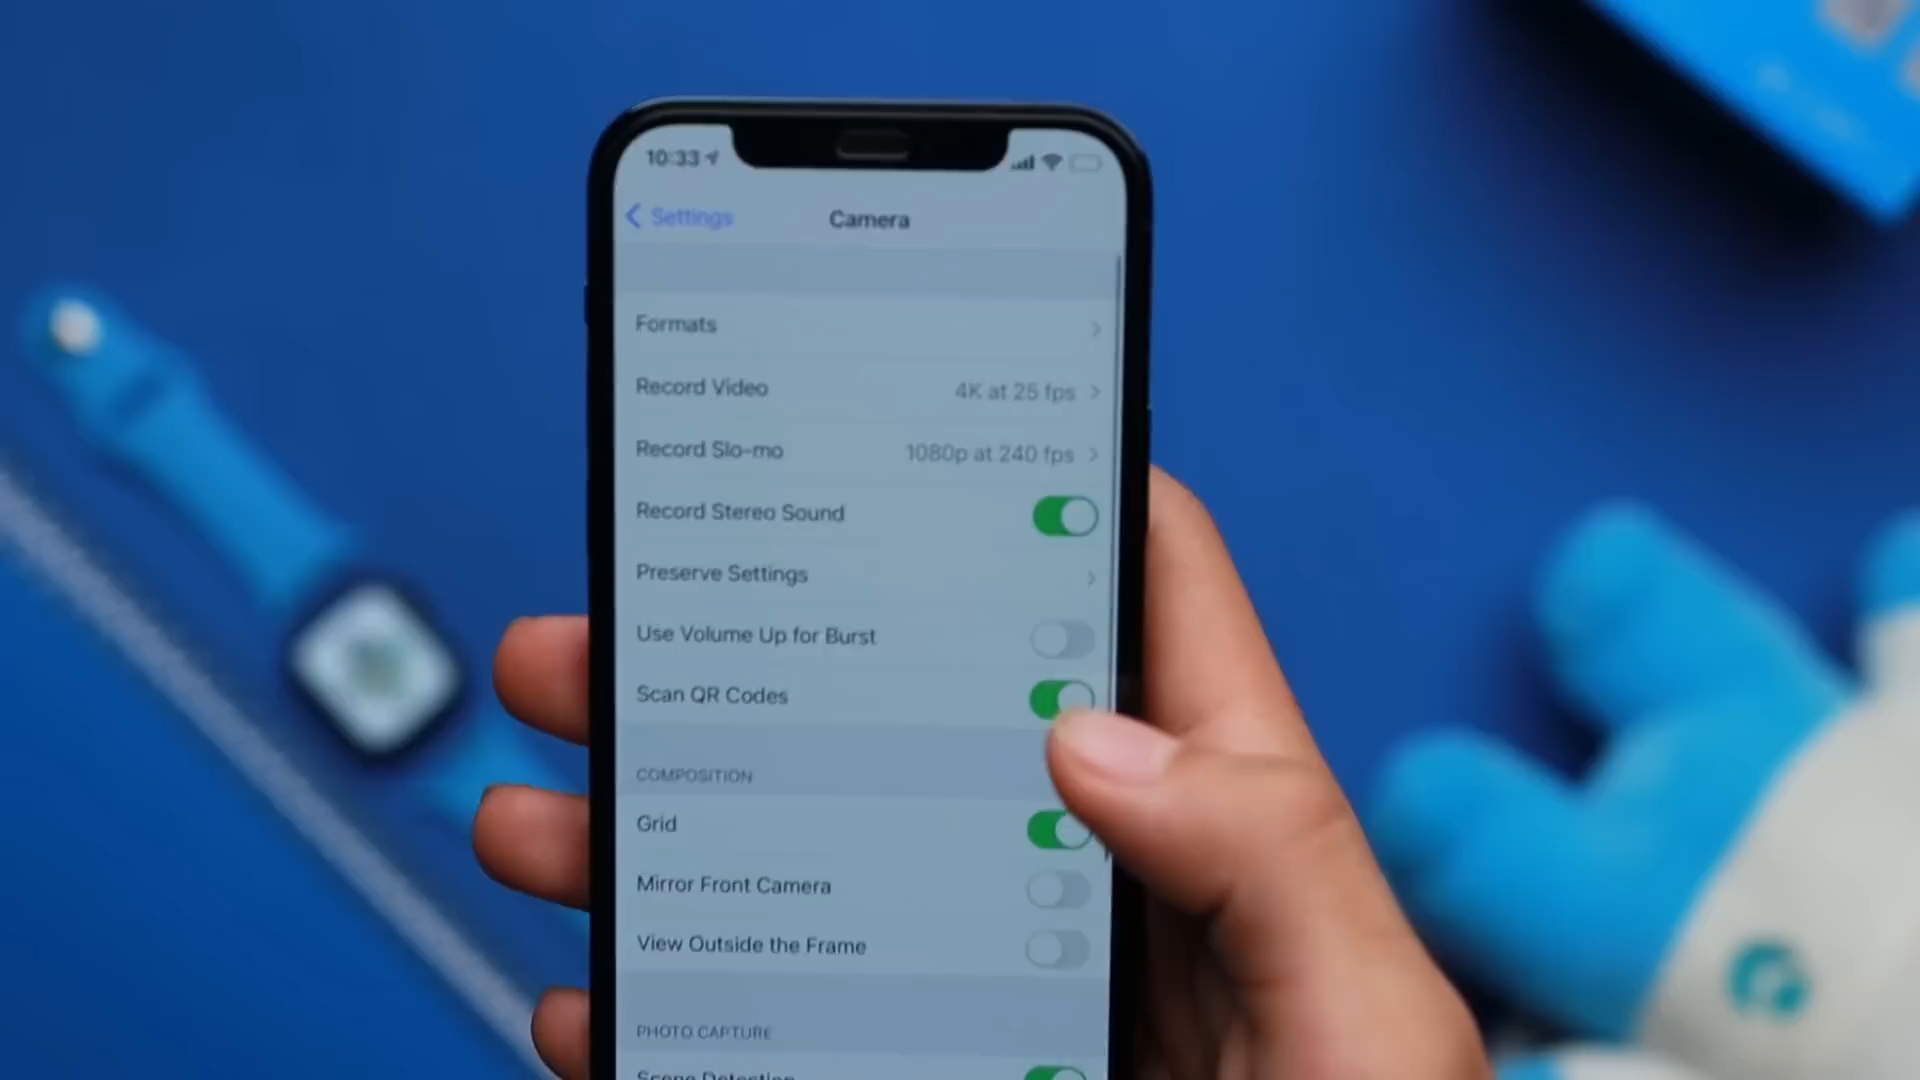 10:33
Settings
Camera
Formats
Record Video 4K at 25 fps
Record Slo-mo 1080p at 240 fps
Record Stereo Sound
Preserve Settings
Use Volume Up for Burst
Scan QR Codes
COMPOSITION
Grid
Mirror Front Camera
View Outside the Frame
PHOTO CAPTURE
Scene Detection